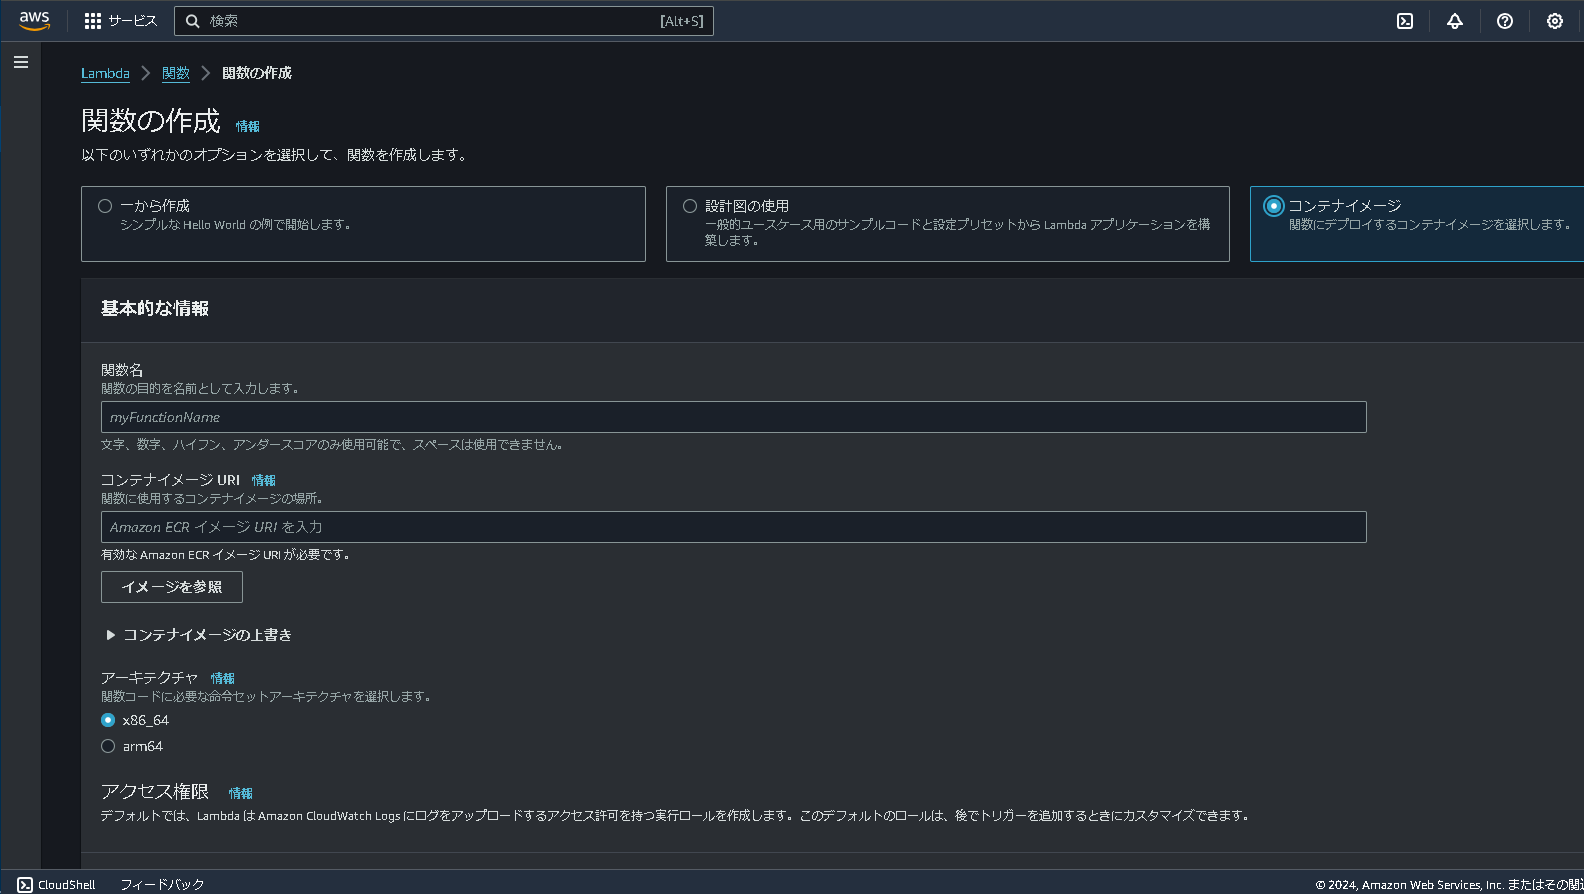 aws
サービス
検索
[Alt+S]
Lambda
関数
関数の作成
関数の作成 情報
以下のいずれかのオプションを選択して、関数を作成します。
一から作成
シンプルな Hello World の例で開始します。
設計図の使用
一般的ユースケース用のサンプルコードと設定プリセットから Lambda アプリケーションを構
築します。
コンテナイメージ
関数にデプロイするコンテナイメージを選択します。
基本的な情報
関数名
関数の目的を名前として入力します。
myFunctionName
文字、数字、ハイフン、アンダースコアのみ使用可能で、スペースは使用できません。
コンテナイメージ URI 情報
関数に使用するコンテナイメージの場所。
Amazon ECR イメージ URI を入力
有効な Amazon ECR イメージ URI が必要です。
イメージを参照
コンテナイメージの上書き
アーキテクチャ 情報
関数コードに必要な命令セットアーキテクチャを選択します。
x86_64
arm64
アクセス権限 情報
デフォルトでは、Lambda は Amazon CloudWatch Logs にログをアップロードするアクセス許可を持つ実行ロールを作成します。このデフォルトのロールは、後でトリガーを追加するときにカスタマイズできます。
CloudShell
フィードバック
© 2024, Amazon Web Services, Inc. またはその関